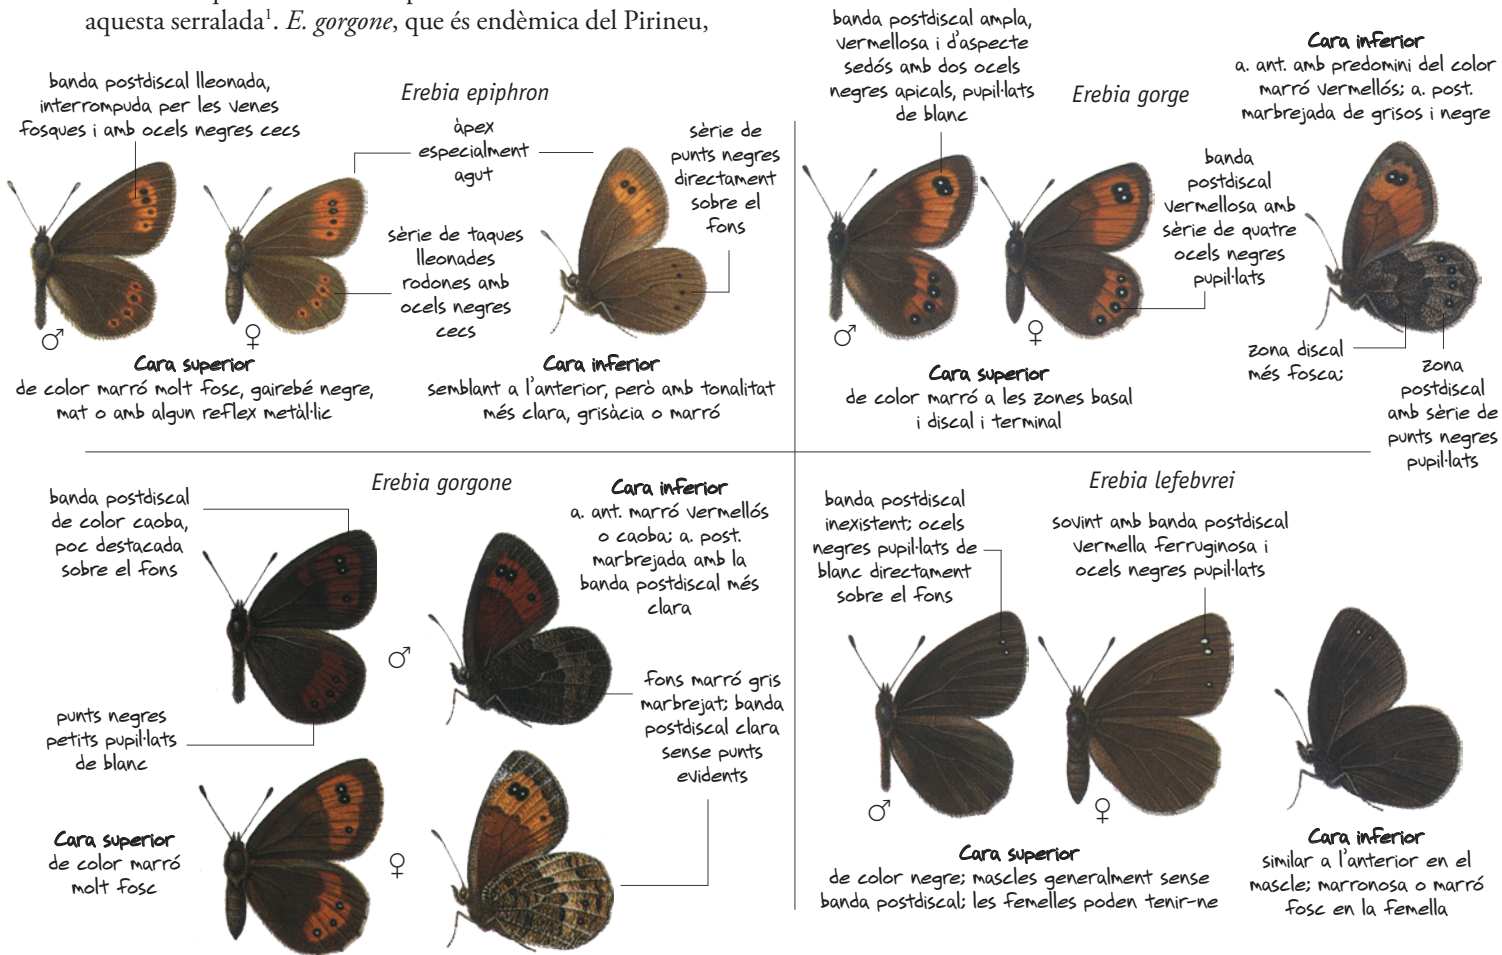 aquesta serralada¹. E. gorgone, que és endèmica del Pirineu,
banda postdiscal lleonada,
interrompuda per les venes
fosques i amb ocels negres cecs
Erebia epiphron
àpex
especialment
agut
sèrie de
punts negres
directament
sobre el
fons
sèrie de taques
lleonades
rodones amb
ocels negres
cecs
♂
♀
Cara superior
de color marró molt fosc, gairebé negre,
mat o amb algun reflex metàl·lic
Cara inferior
semblant a l'anterior, però amb tonalitat
més clara, grisàcia o marró
banda postdiscal ampla,
vermellosa i d'aspecte
sedós amb dos ocels
negres apicals, pupil·lats
de blanc
Erebia gorge
Cara inferior
a. ant. amb predomini del color
marró vermellós; a. post.
marbrejada de grisos i negre
banda
postdiscal
vermellosa amb
sèrie de quatre
ocels negres
pupil·lats
♂
♀
Cara superior
de color marró a les zones basal
i discal i terminal
zona discal
més fosca;
zona
postdiscal
amb sèrie de
punts negres
pupil·lats
Erebia gorgone
banda postdiscal
de color caoba,
poc destacada
sobre el fons
Cara inferior
a. ant. marró vermellós
o caoba; a. post.
marbrejada amb la
banda postdiscal més
clara
♂
punts negres
petits pupil·lats
de blanc
fons marró gris
marbrejat; banda
postdiscal clara
sense punts
evidents
Cara superior
de color marró
molt fosc
♀
Erebia lefebvrei
banda postdiscal
inexistent; ocels
negres pupil·lats de
blanc directament
sobre el fons
sovint amb banda postdiscal
vermella ferruginosa i
ocels negres pupil·lats
♂
♀
Cara superior
de color negre; mascles generalment sense
banda postdiscal; les femelles poden tenir-ne
Cara inferior
similar a l'anterior en el
mascle; marronosa o marró
fosc en la femella